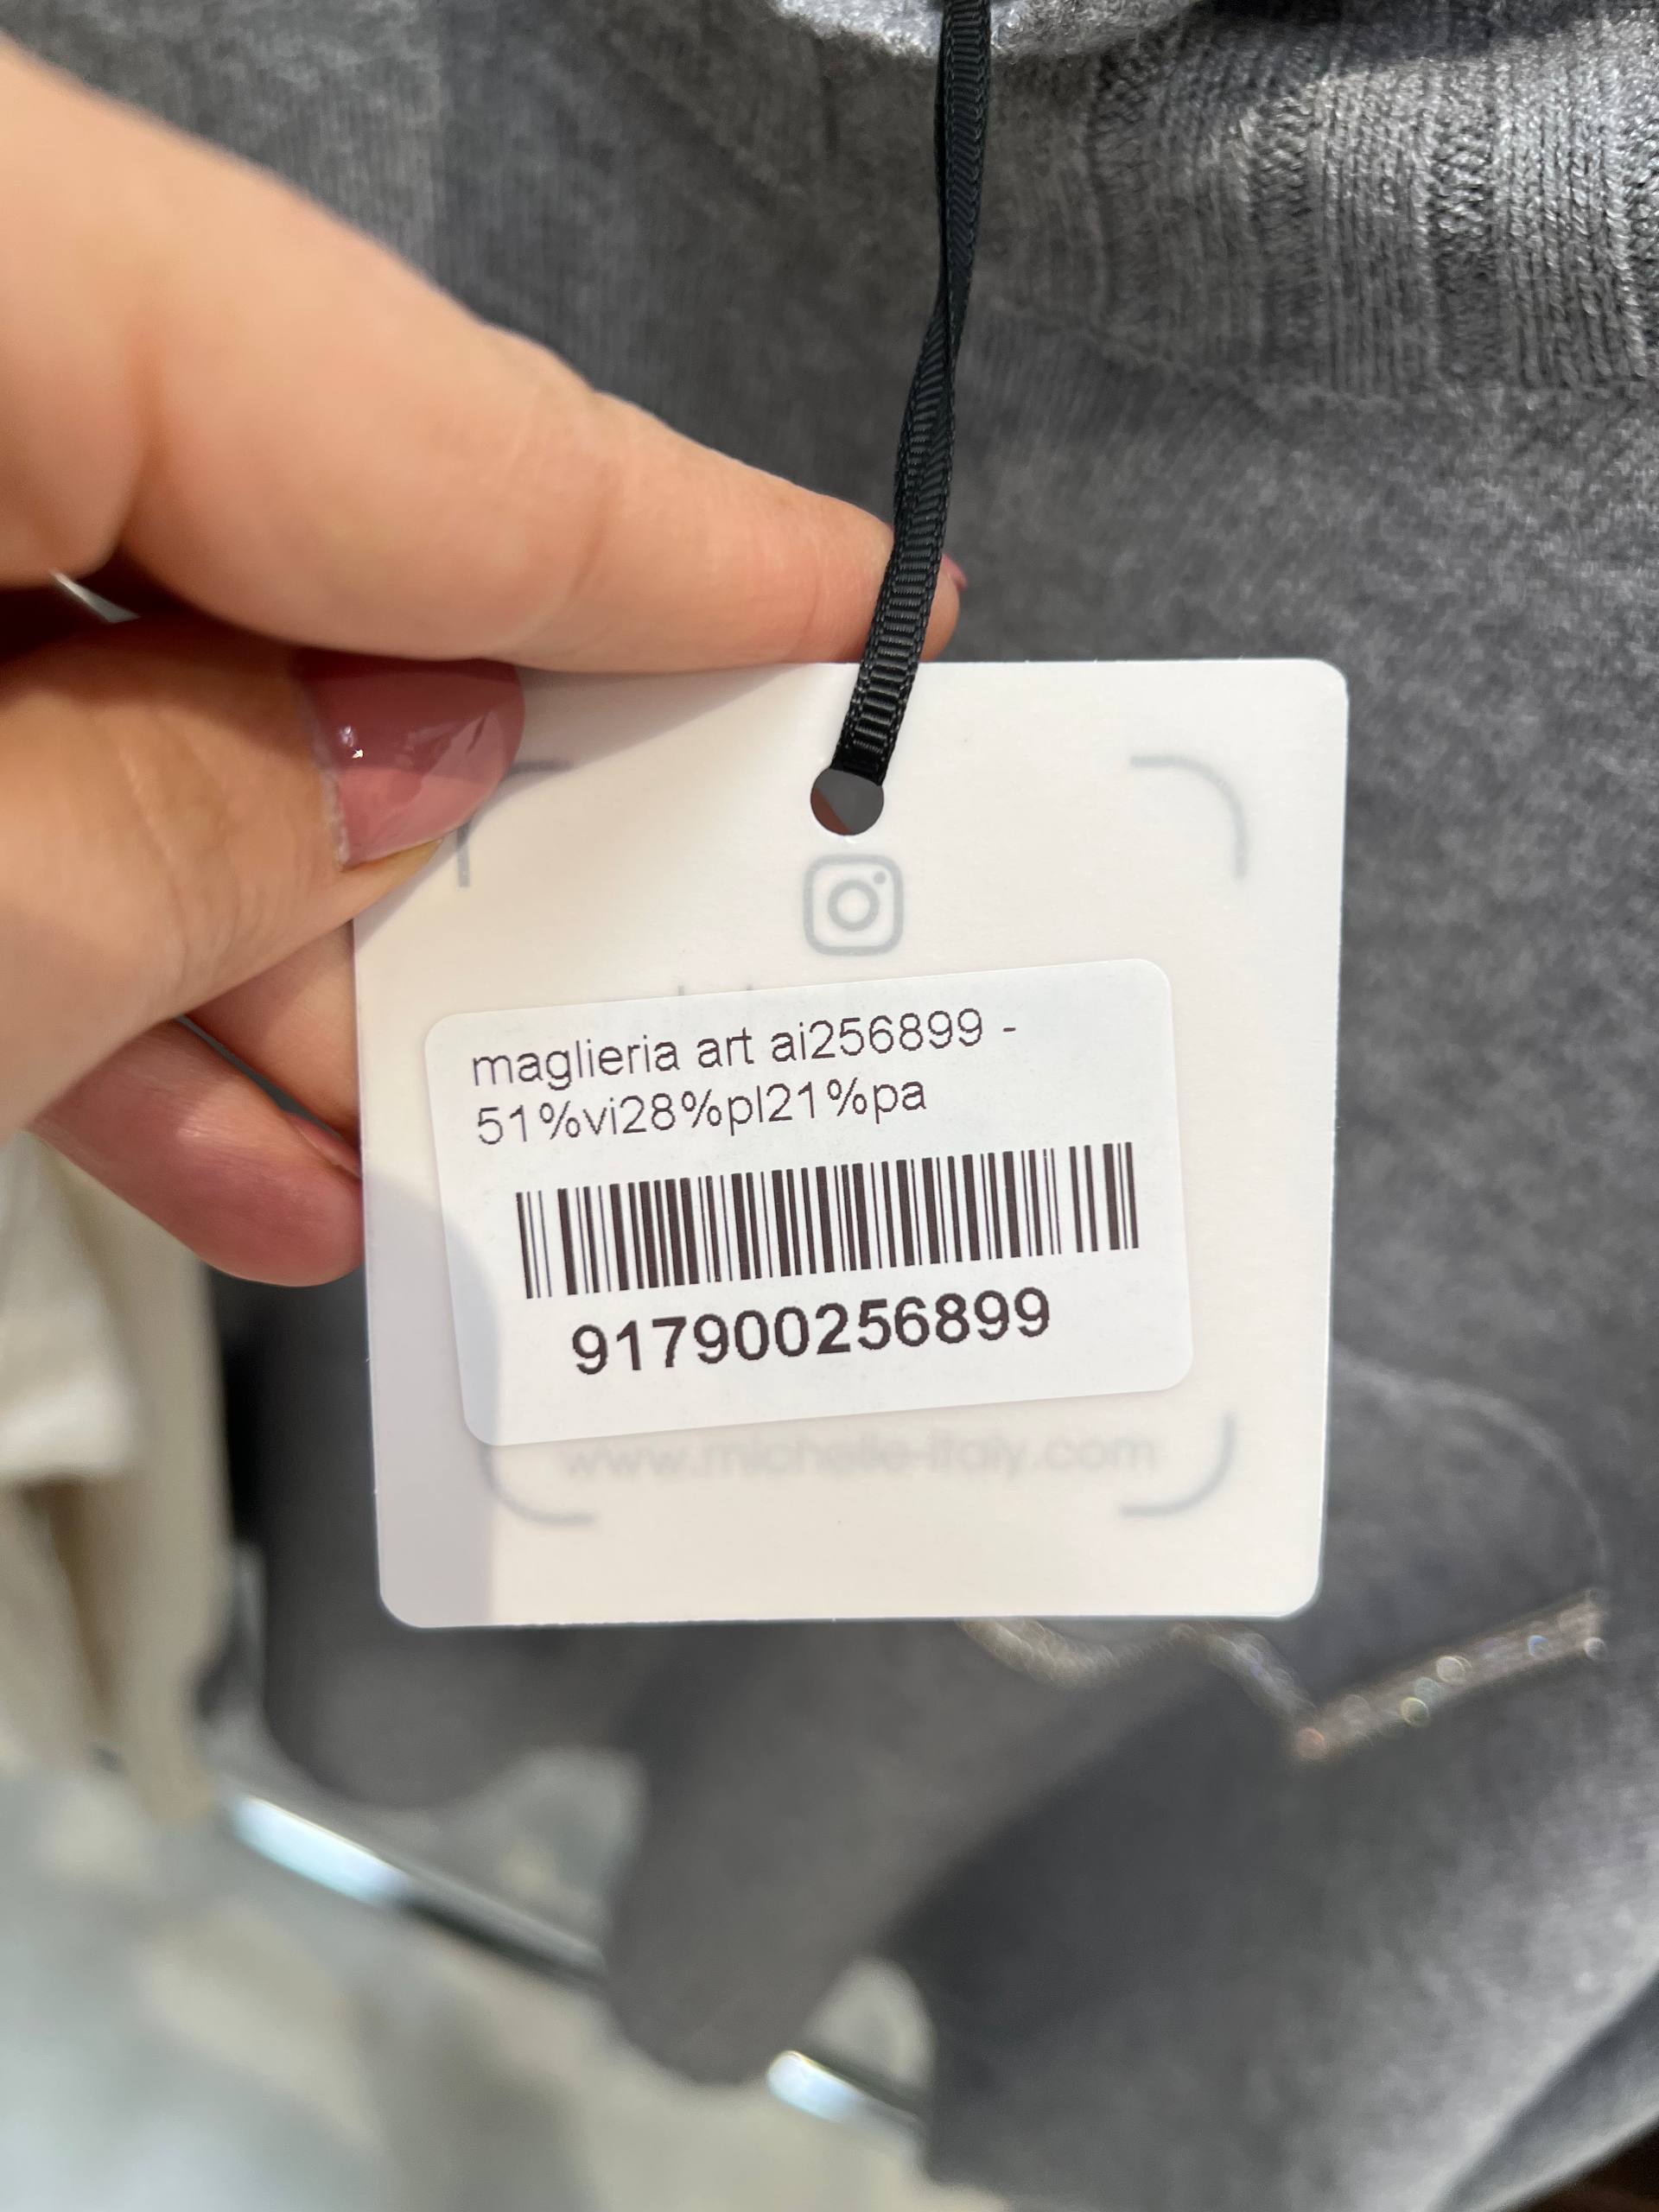 maglieria art ai256899 -
51%vi28%pl21%pa
917900256899
www.michelle-italy.com